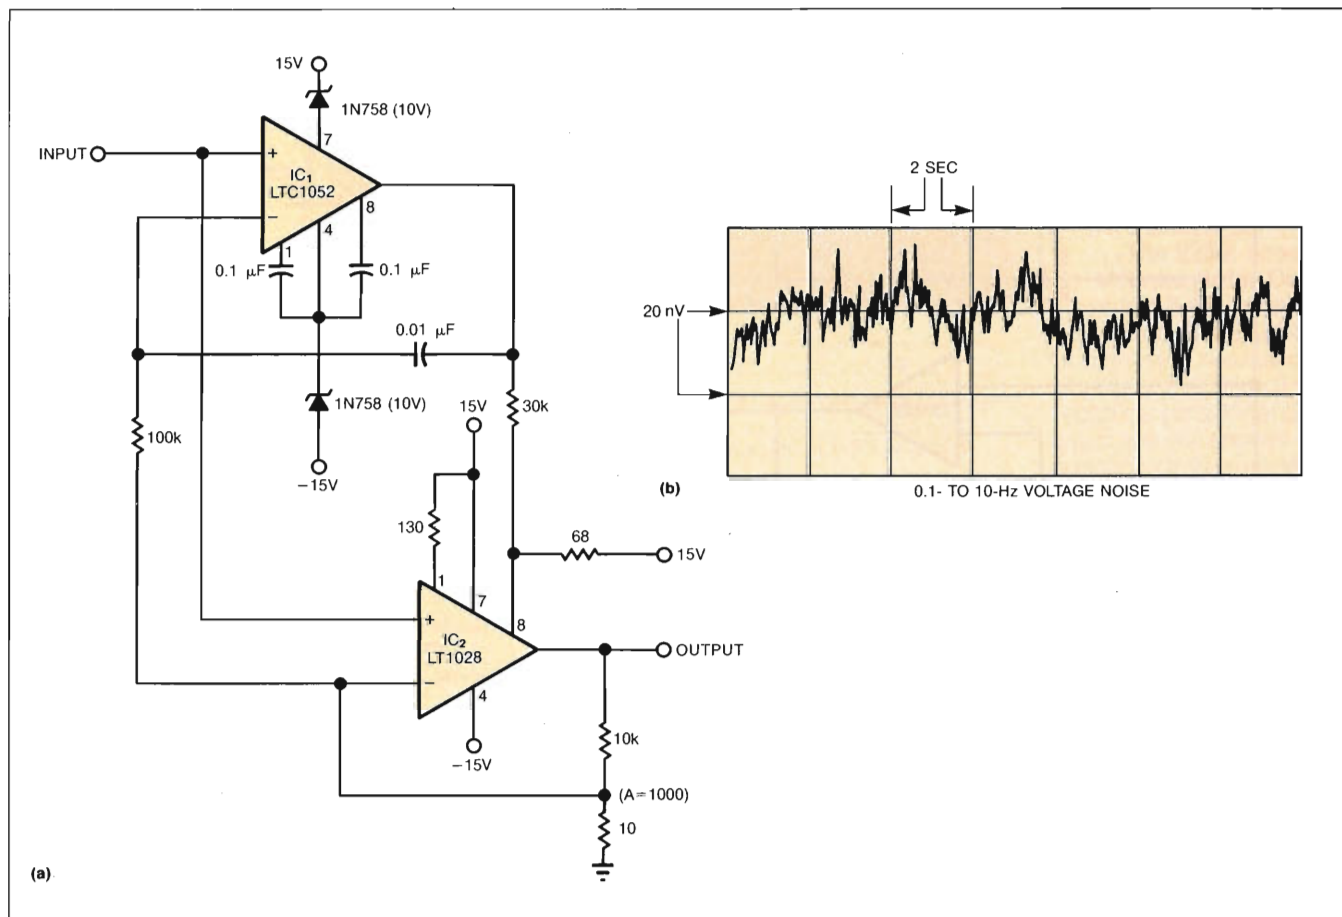 15V
1N758 (10V)
7
INPUT
+
IC1
LTC1052
8
−
4
1
0.1 μF
0.1 μF
0.01 μF
1N758 (10V)
15V
30k
100k
−15V
130
68
15V
1
7
8
+
IC2
LT1028
OUTPUT
−
4
10k
−15V
(A=1000)
10
(a)
2 SEC
20 nV
(b)
0.1- TO 10-Hz VOLTAGE NOISE